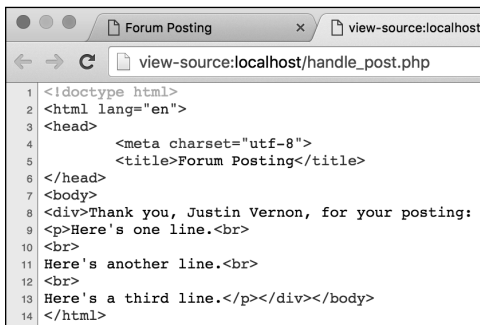 Forum Posting × view-source:localhost
view-source:localhost/handle_post.php
1 <!doctype html>
2 <html lang="en">
3 <head>
4 <meta charset="utf-8">
5 <title>Forum Posting</title>
6 </head>
7 <body>
8 <div>Thank you, Justin Vernon, for your posting:
9 <p>Here's one line.<br>
10 <br>
11 Here's another line.<br>
12 <br>
13 Here's a third line.</p></div></body>
14 </html>